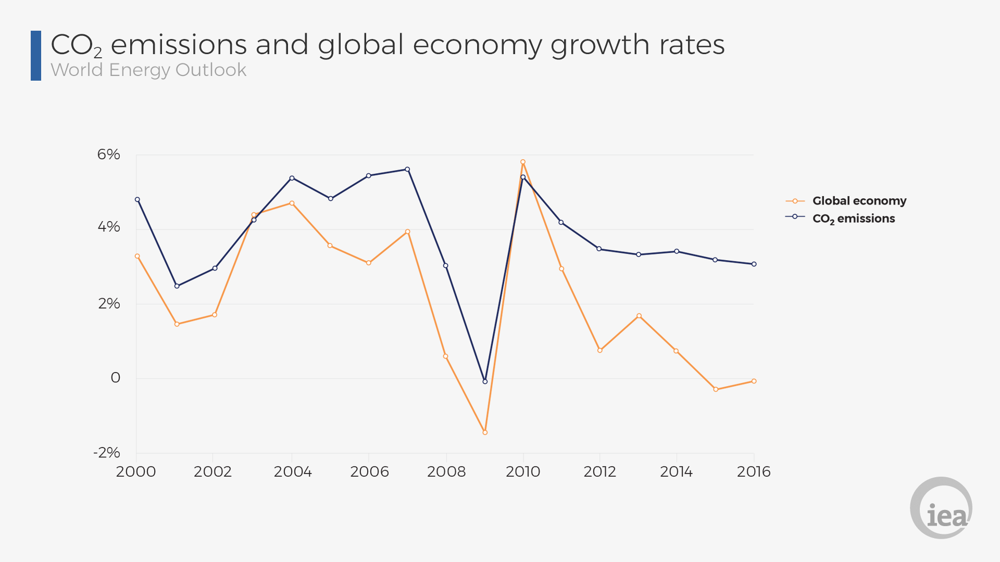 CO₂ emissions and global economy growth rates
World Energy Outlook
6%
4%
2%
0
-2%
2000 2002 2004 2006 2008 2010 2012 2014 2016
Global economy
CO₂ emissions
iea